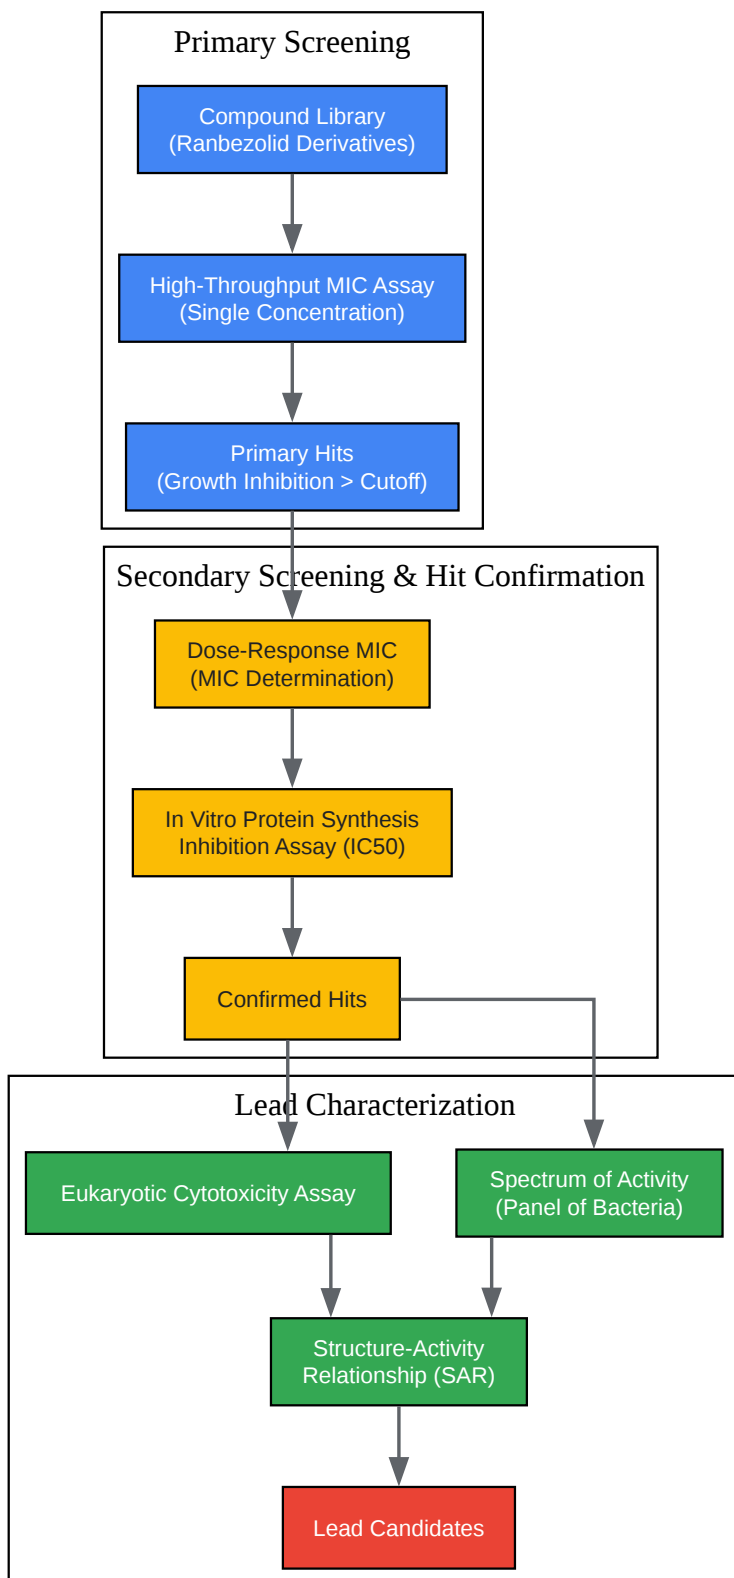 Primary Screening
Compound Library
(Ranbezolid Derivatives)
High-Throughput MIC Assay
(Single Concentration)
Primary Hits
(Growth Inhibition > Cutoff)
Secondary Screening & Hit Confirmation
Dose-Response MIC
(MIC Determination)
In Vitro Protein Synthesis
Inhibition Assay (IC50)
Confirmed Hits
Lead Characterization
Eukaryotic Cytotoxicity Assay
Spectrum of Activity
(Panel of Bacteria)
Structure-Activity
Relationship (SAR)
Lead Candidates